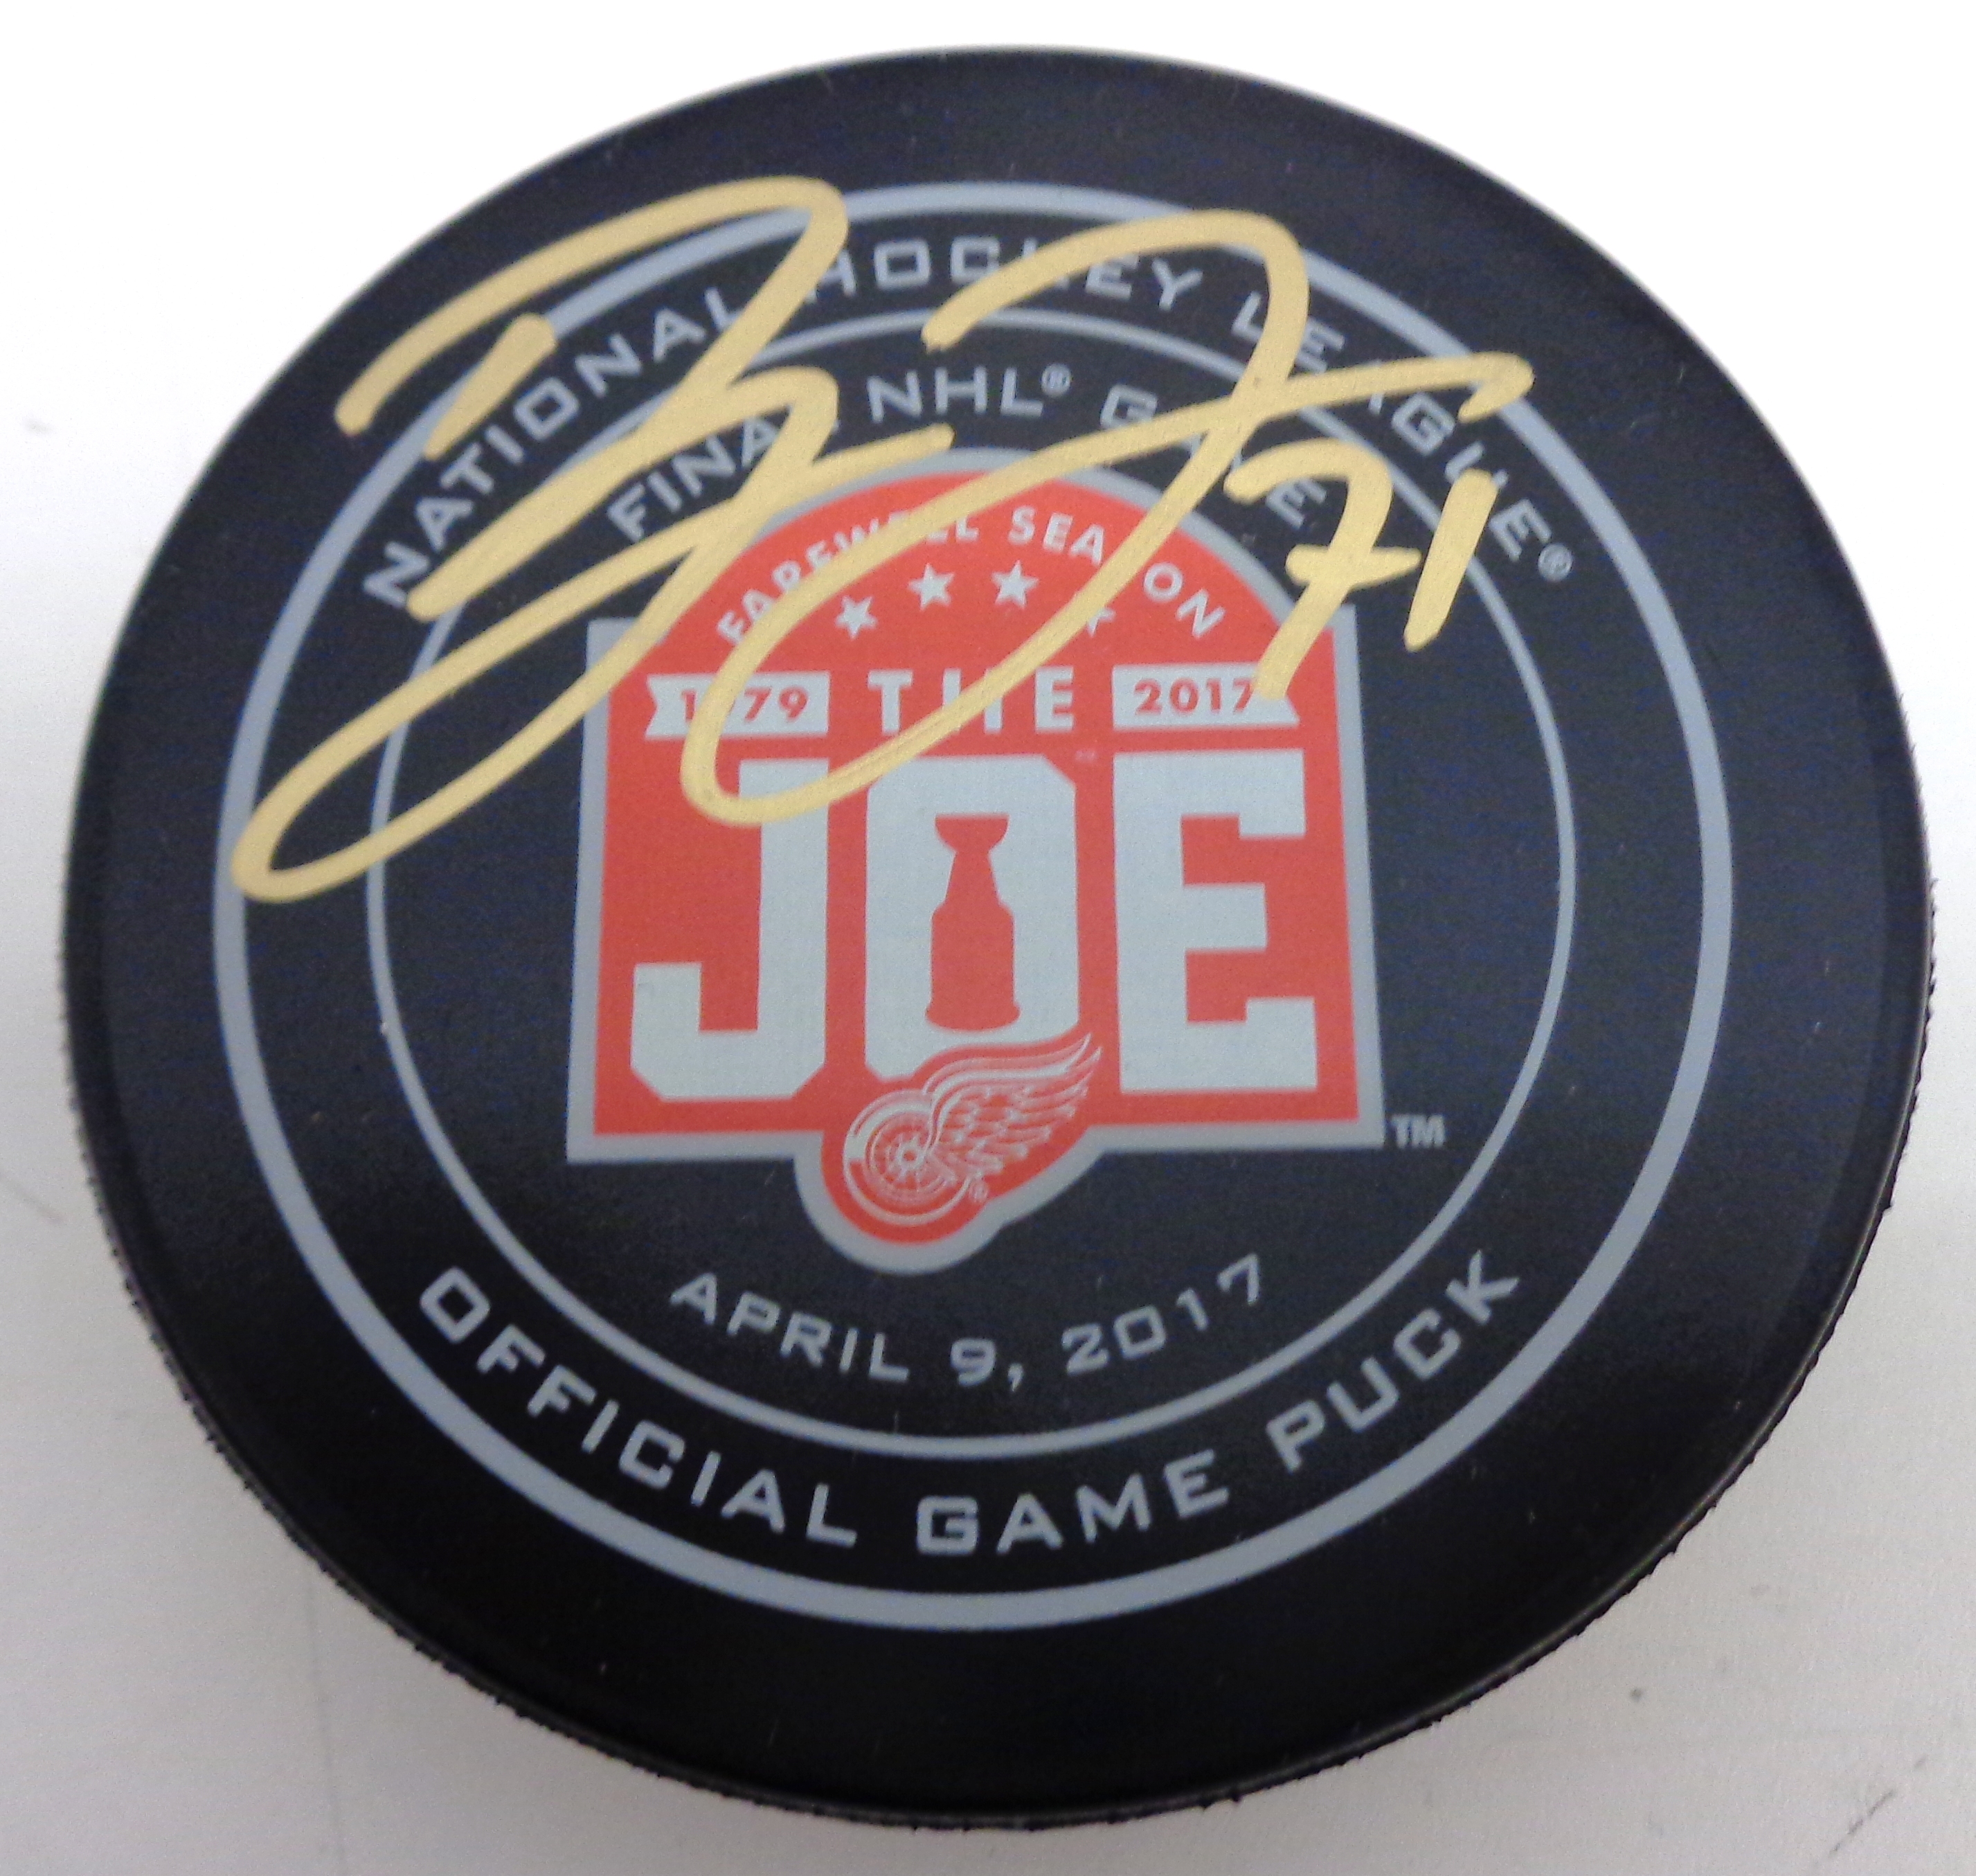 NATIONAL HOCKEY LEAGUE®
FINAL NHL® GAME
71
FAREWELL SEASON
1979 THE 2017
JOE
TM
APRIL 9, 2017
OFFICIAL GAME PUCK